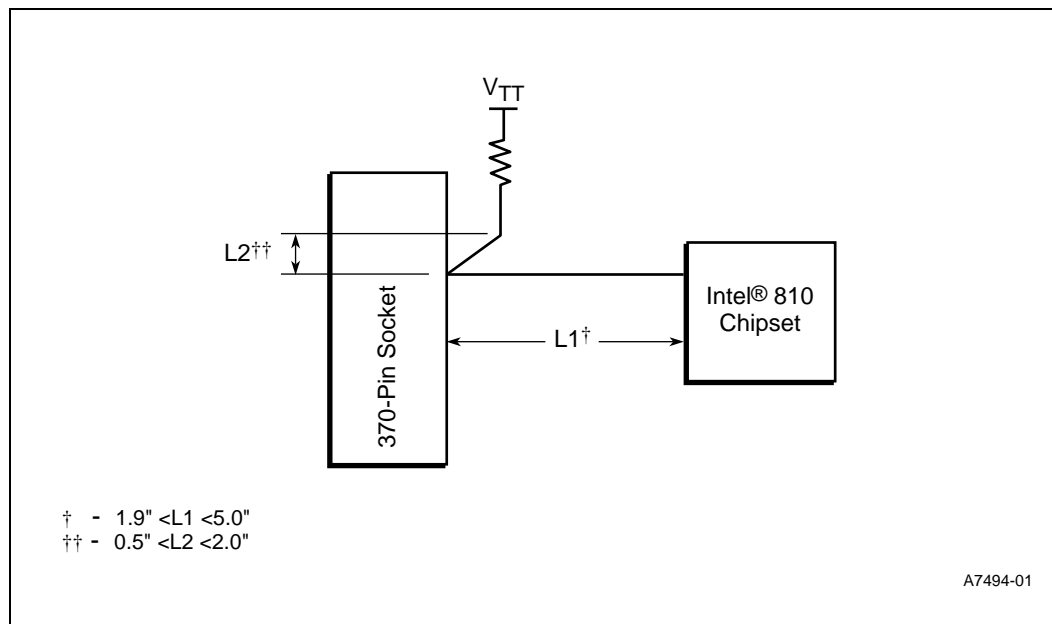 VTT
L2††
370-Pin Socket
L1†
Intel® 810
Chipset
† - 1.9" <L1 <5.0"
†† - 0.5" <L2 <2.0"
A7494-01